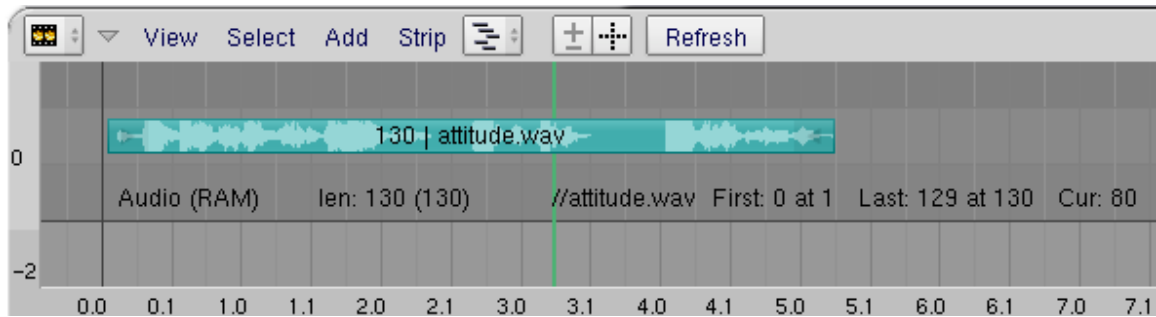 View Select Add Strip Refresh
130 | attitude.wav
0
Audio (RAM) len: 130 (130) //attitude.wav First: 0 at 1 Last: 129 at 130 Cur: 80
-2
0.0 0.1 1.0 1.1 2.0 2.1 3.0 3.1 4.0 4.1 5.0 5.1 6.0 6.1 7.0 7.1